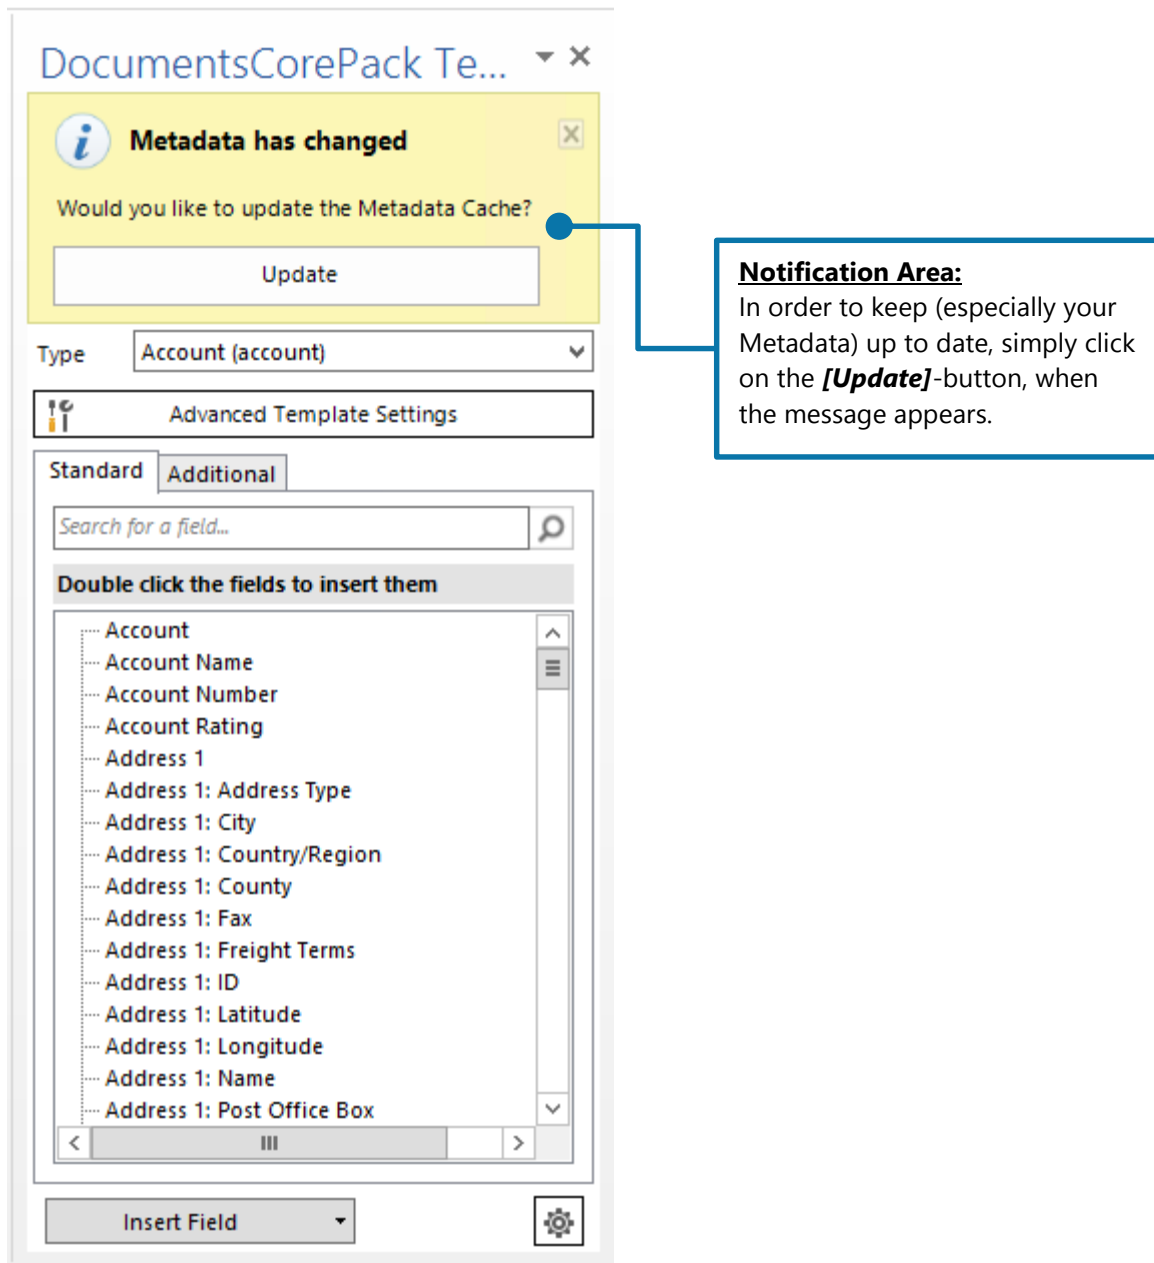 DocumentsCorePack Te...
Metadata has changed
Would you like to update the Metadata Cache?
Update
Notification Area:
In order to keep (especially your
Metadata) up to date, simply click
on the [Update]-button, when
the message appears.
Type
Account (account)
Advanced Template Settings
Standard
Additional
Search for a field...
Double click the fields to insert them
Account
Account Name
Account Number
Account Rating
Address 1
Address 1: Address Type
Address 1: City
Address 1: Country/Region
Address 1: County
Address 1: Fax
Address 1: Freight Terms
Address 1: ID
Address 1: Latitude
Address 1: Longitude
Address 1: Name
Address 1: Post Office Box
Insert Field